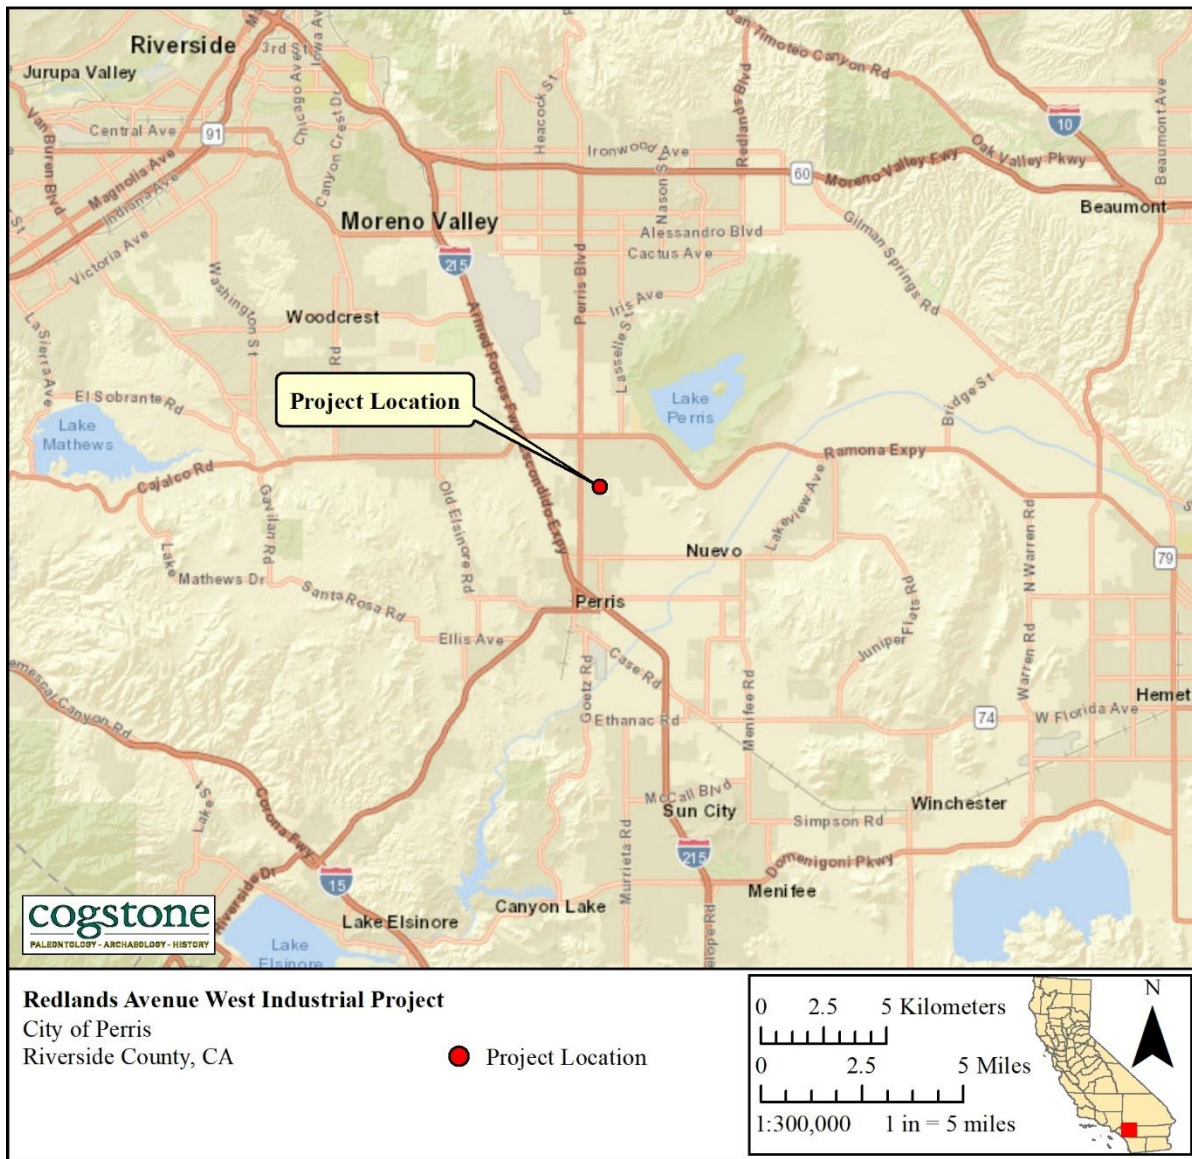 Riverside
3rd St
Iowa Ave
San Timoteo Canyon Rd
Jurupa Valley
Chicago Ave
Heacock St
Redlands Blvd
Beaumont Ave
10
Van Buren Blvd
Central Ave
91
Canyon Crest Dr
Ironwood Ave
Oak Valley Pkwy
Magnolia Ave
Indiana Ave
Nason St
60
Moreno Valley Fwy
Beaumont
Moreno Valley
Alessandro Blvd
Gilman Springs Rd
Victoria Ave
Cactus Ave
215
Perris Blvd
Washington St
Iris Ave
Woodcrest
Rd
Armed Forces Fwy
Lasselle St
La Sierra Ave
El Sobrante Rd
Project Location
Lake
Perris
Bridge St
Lake
Mathews
Ramona Expy
Cajalco Rd
Escondido Expy
Gavilan Rd
Old Elsinore Rd
Lakeview Ave
N Warren Rd
Lake
Mathews Dr
Nuevo
79
Santa Rosa Rd
Perris
Juniper Flats Rd
Ellis Ave
Case Rd
Warren Rd
Goetz Rd
Menifee Rd
Hemet
emescal Canyon Rd
Ethanac Rd
74
W Florida Ave
Lake St
McCall Blvd
Sun City
Winchester
Corona Fwy
Simpson Rd
Murrieta Rd
215
Domenigoni Pkwy
15
Menifee
Riverside Dr
Canyon Lake
Lake Elsinore
elope Rd
Lake
Elsinore
cogstone
PALEONTOLOGY - ARCHAEOLOGY - HISTORY
Redlands Avenue West Industrial Project
City of Perris
Riverside County, CA
Project Location
0 2.5 5 Kilometers
0 2.5 5 Miles
1:300,000 1 in = 5 miles
N